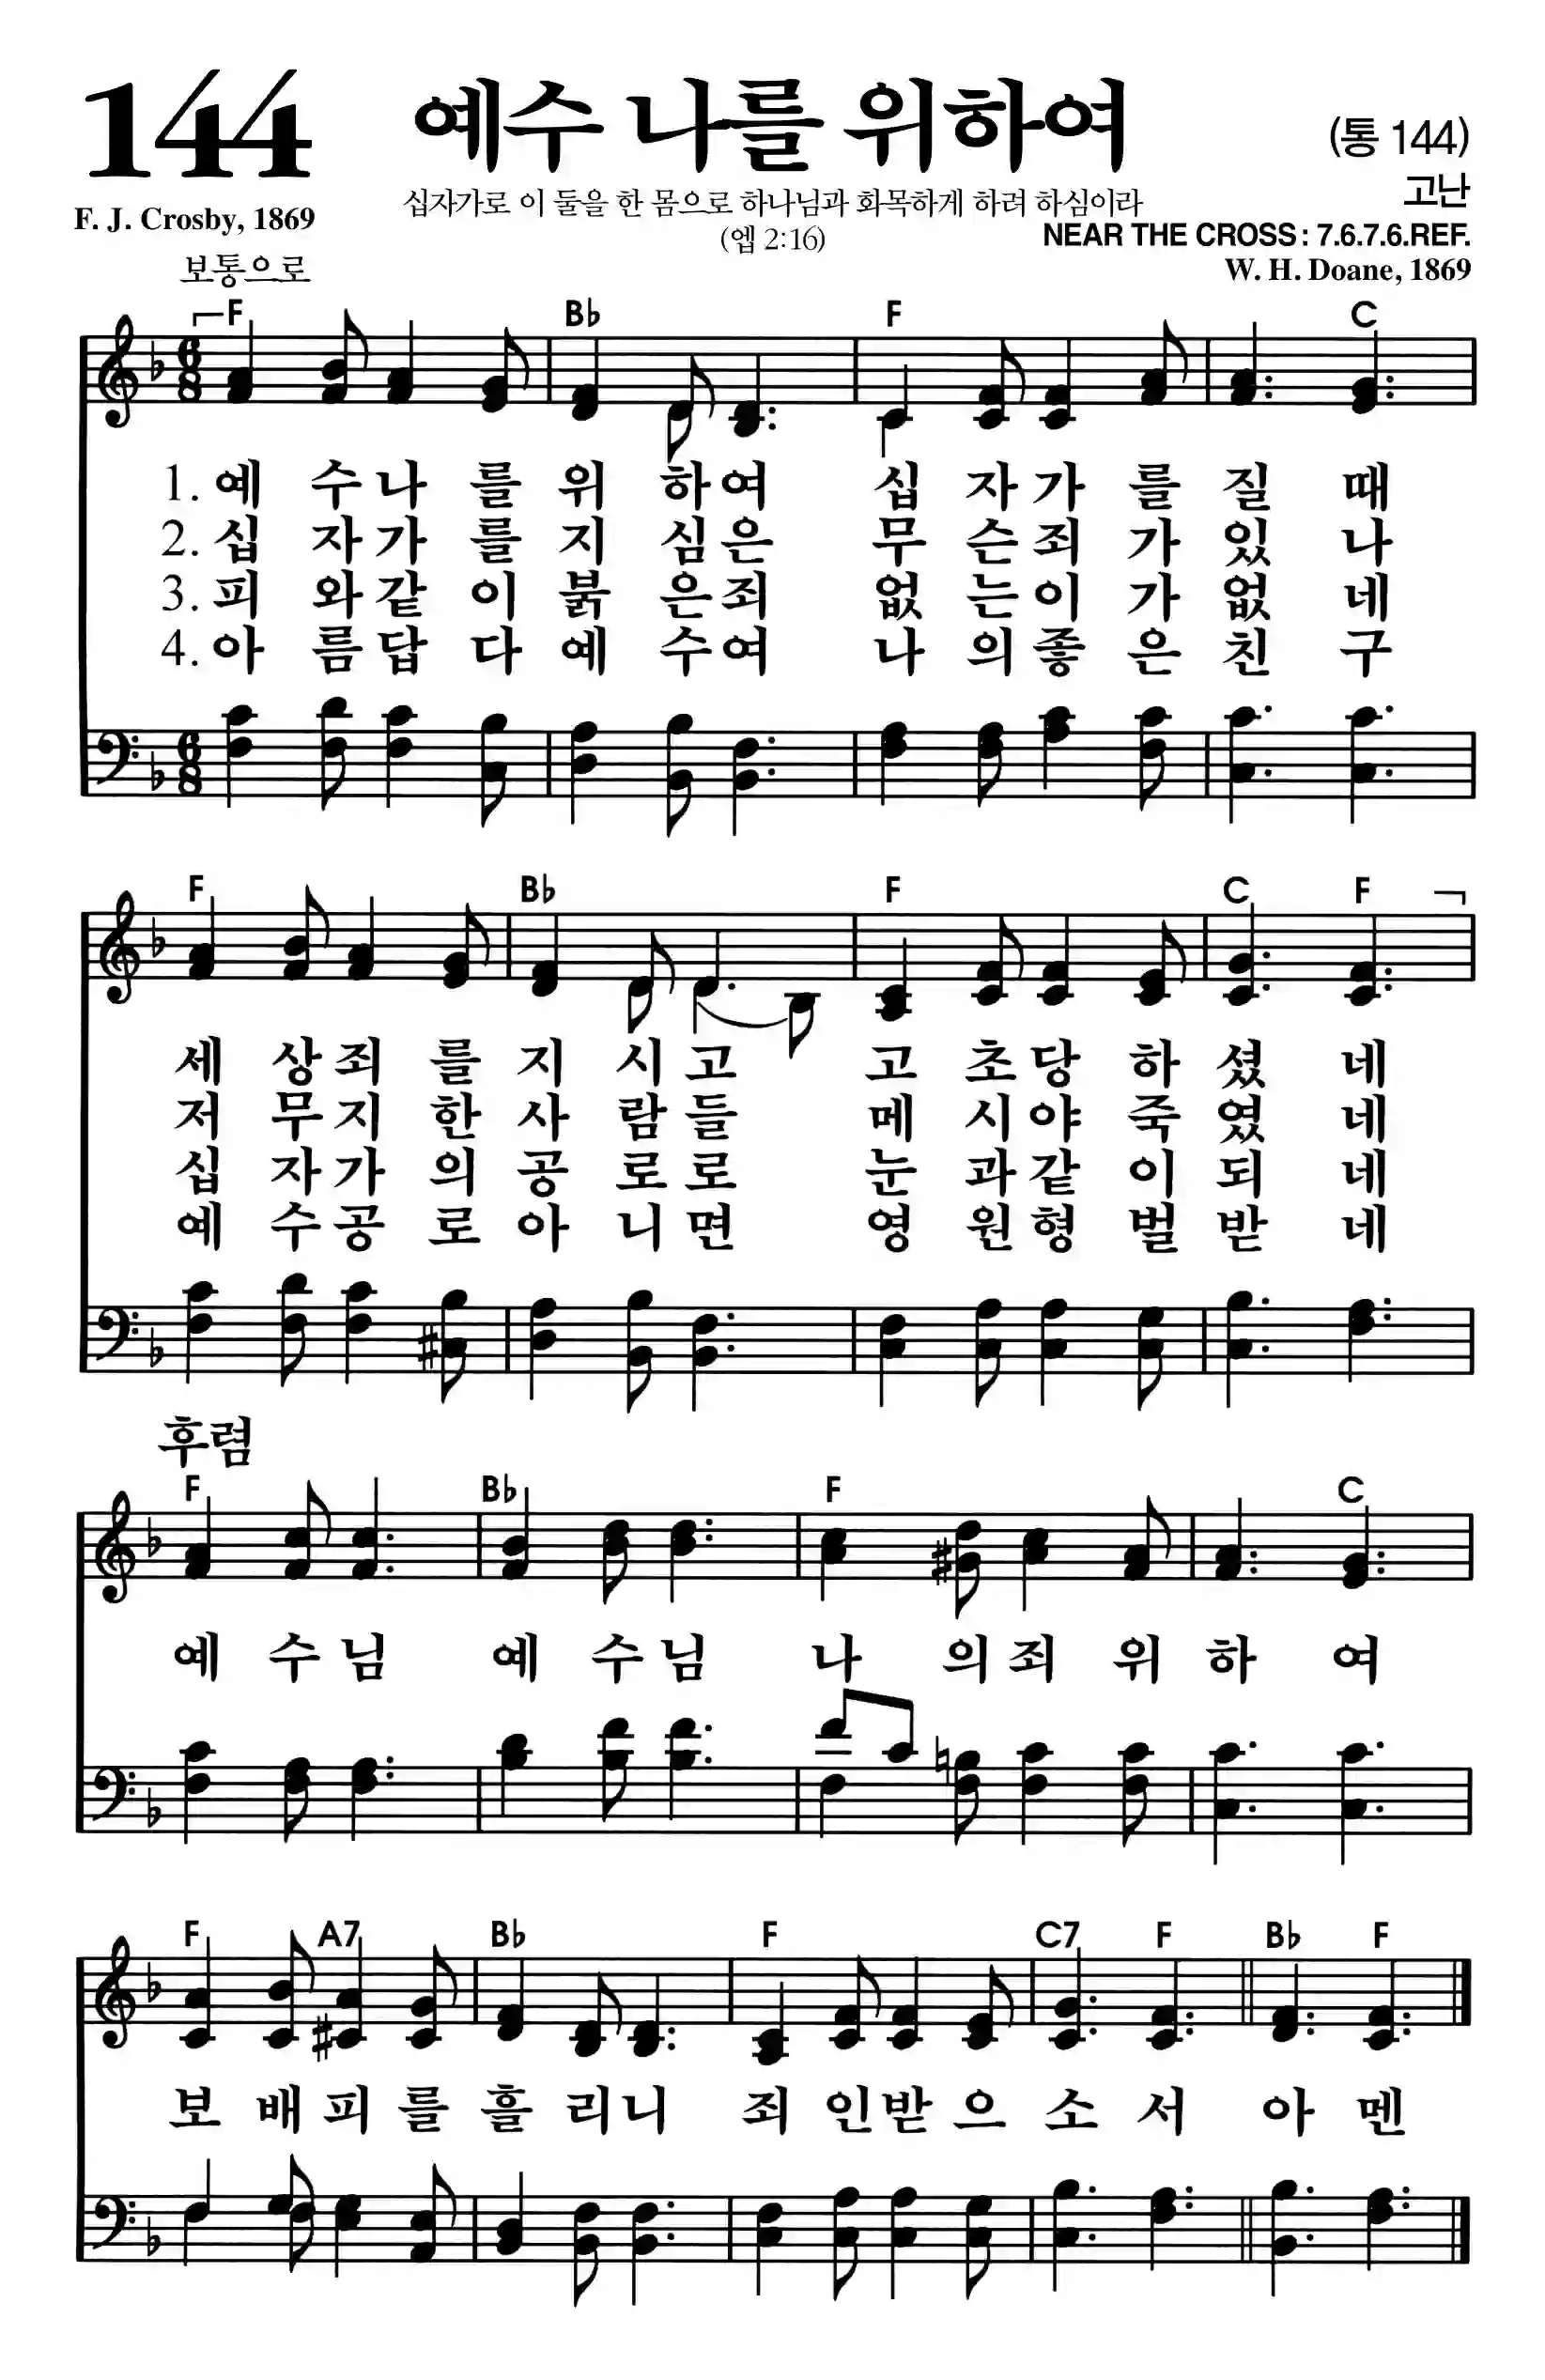 144 예수 나를 위하여 (통 144)
고난
F. J. Crosby, 1869 십자가로 이 둘을 한 몸으로 하나님과 화목하게 하려 하심이라
(엡 2:16) NEAR THE CROSS : 7.6.7.6.REF.
보통으로 W. H. Doane, 1869
F B♭ F C
6 8
1. 예 수 나 를 위 하 여 십 자 가 를 질 때
2. 십 자 가 를 지 심 은 무 슨 죄 가 있 나
3. 피 와 같 이 붉 은 죄 없 는 이 가 없 네
4. 아 름 답 다 예 수 여 나 의 좋 은 친 구
6 8
F B♭ F C F
세 상 죄 를 지 시 고 고 초 당 하 셨 네
저 무 지 한 사 람 들 메 시 야 죽 였 네
십 자 가 의 공 로 로 눈 과 같 이 되 네
예 수 공 로 아 니 면 영 원 형 벌 받 네
후렴
F B♭ F C
예 수 님 예 수 님 나 의 죄 위 하 여
F A7 B♭ F C7 F B♭ F
보 배 피 를 흘 리 니 죄 인 받 으 소 서 아 멘